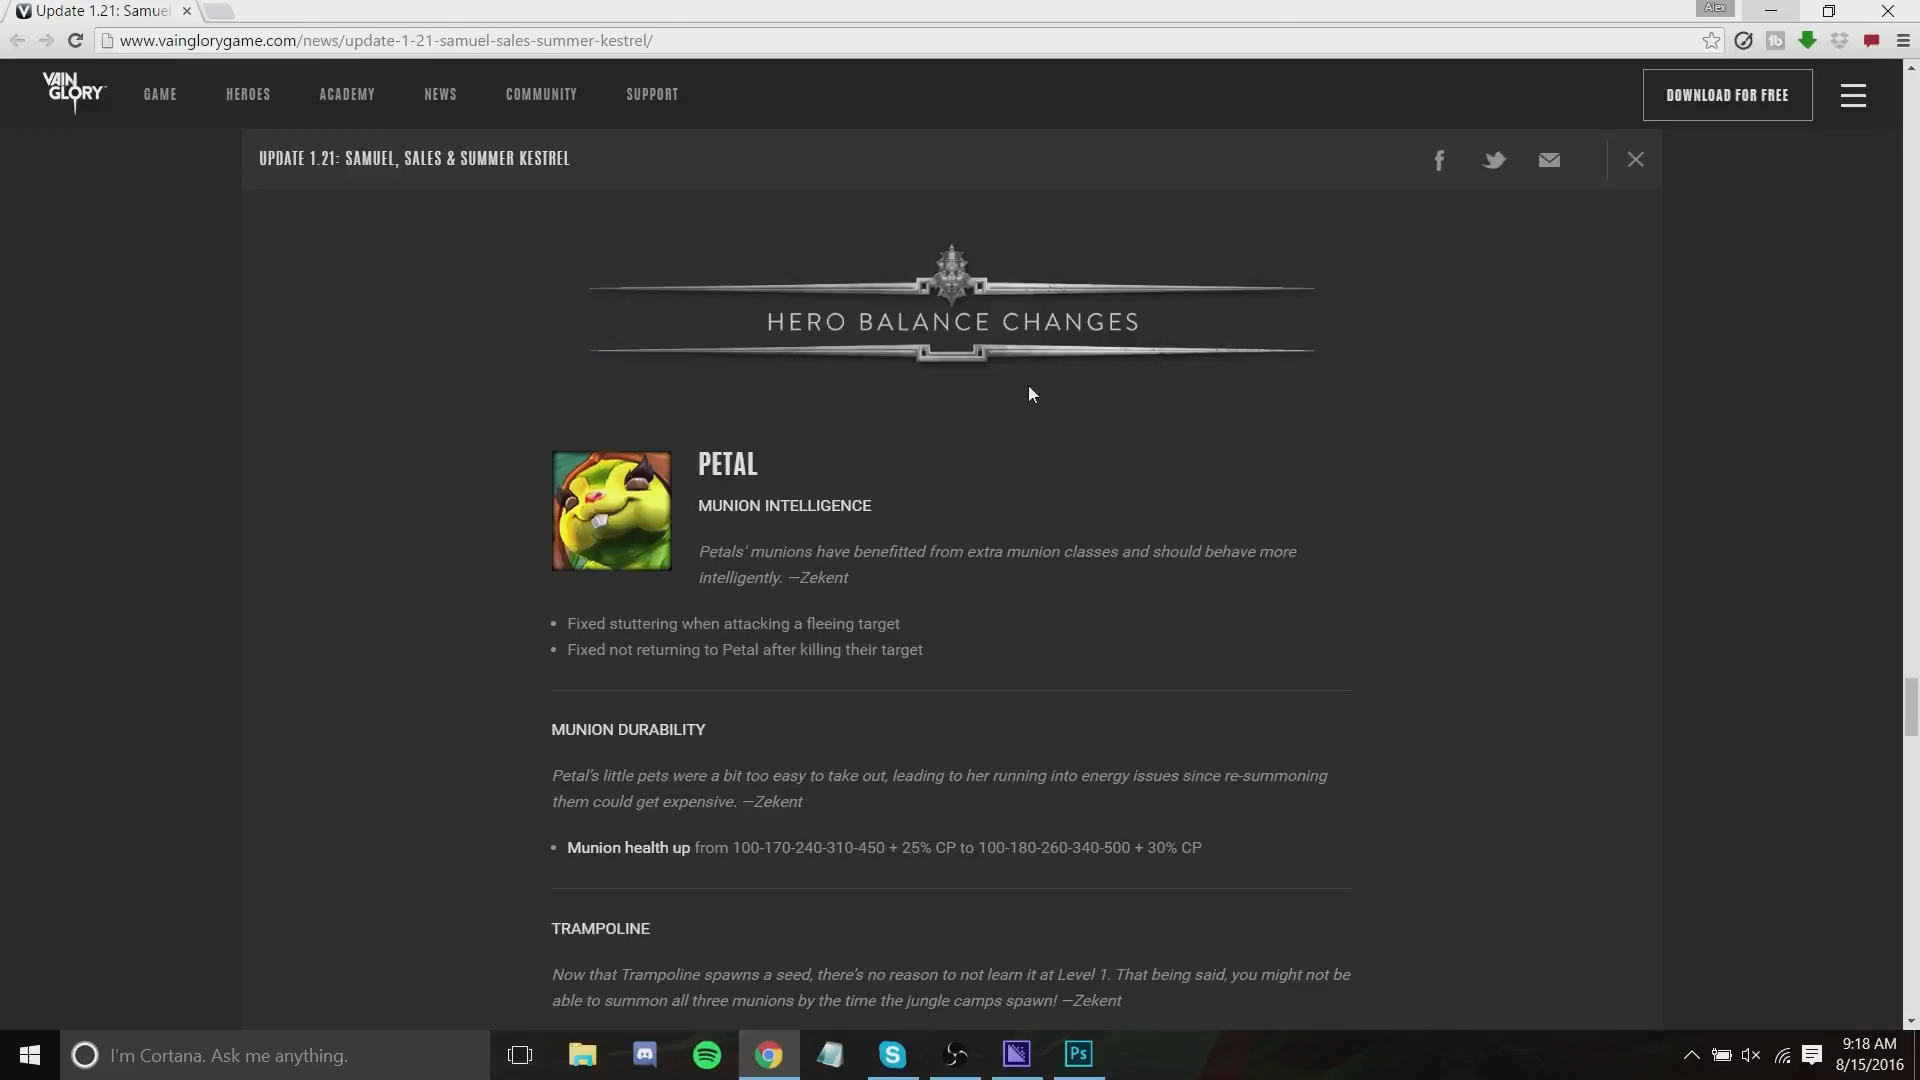 Update 1.21: Samuel
Alex
www.vainglorygame.com/news/update-1-21-samuel-sales-summer-kestrel/
VAIN GLORY
GAME
HEROES
ACADEMY
NEWS
COMMUNITY
SUPPORT
DOWNLOAD FOR FREE
UPDATE 1.21: SAMUEL, SALES & SUMMER KESTREL
HERO BALANCE CHANGES
PETAL
MUNION INTELLIGENCE
Petals' munions have benefitted from extra munion classes and should behave more
intelligently. —Zekent
• Fixed stuttering when attacking a fleeing target
• Fixed not returning to Petal after killing their target
MUNION DURABILITY
Petal's little pets were a bit too easy to take out, leading to her running into energy issues since re-summoning
them could get expensive. —Zekent
• Munion health up from 100-170-240-310-450 + 25% CP to 100-180-260-340-500 + 30% CP
TRAMPOLINE
Now that Trampoline spawns a seed, there's no reason to not learn it at Level 1. That being said, you might not be
able to summon all three munions by the time the jungle camps spawn! —Zekent
I'm Cortana. Ask me anything.
Ps
9:18 AM
8/15/2016